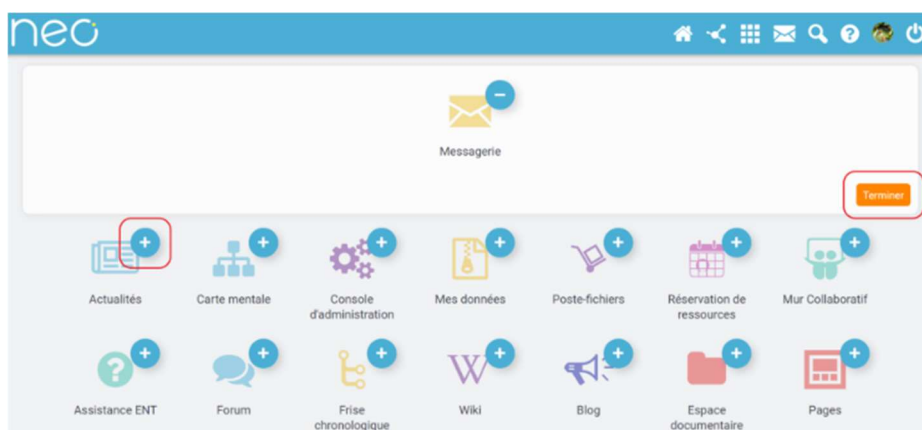 neo
Messagerie
Terminer
Actualités
Carte mentale
Console
d'administration
Mes données
Poste-fichiers
Réservation de
ressources
Mur Collaboratif
Assistance ENT
Forum
Frise
chronologique
Wiki
Blog
Espace
documentaire
Pages